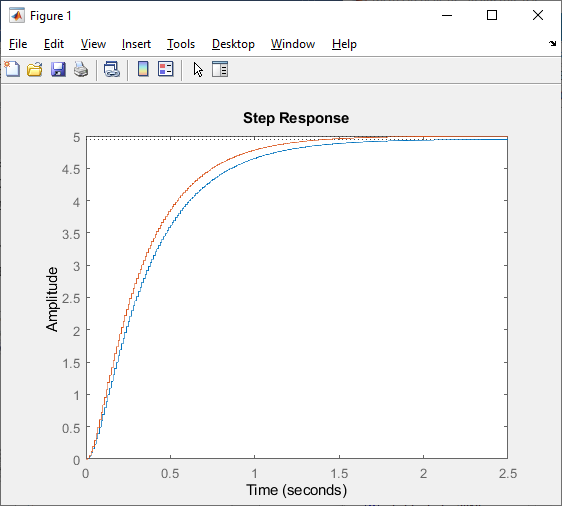 Figure 1
File Edit View Insert Tools Desktop Window Help
Step Response
5
4.5
4
3.5
3
2.5
2
1.5
1
0.5
0
Amplitude
0 0.5 1 1.5 2 2.5
Time (seconds)